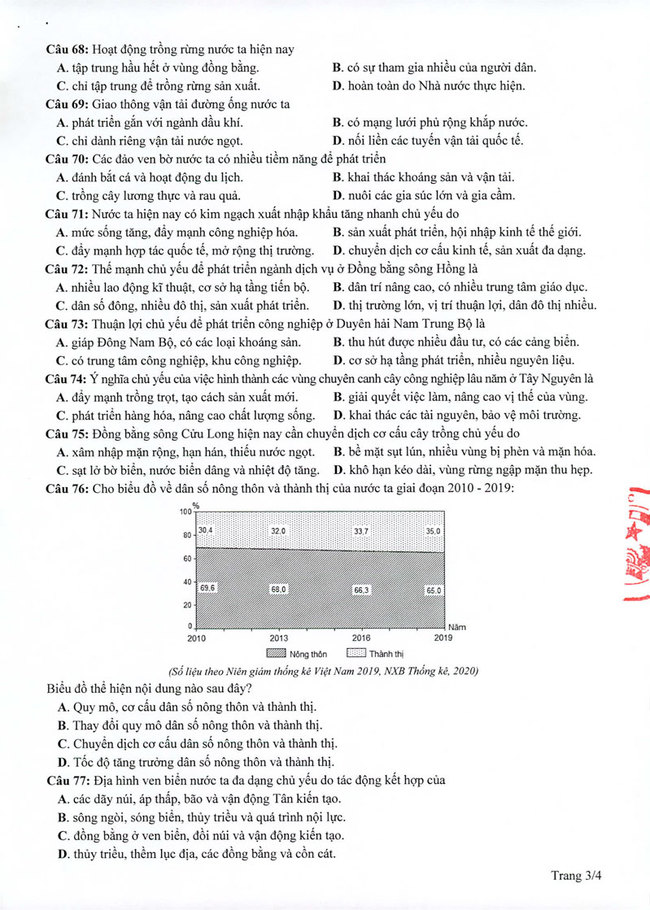 Câu 68: Hoạt động trồng rừng nước ta hiện nay
A. tập trung hầu hết ở vùng đồng bằng. B. có sự tham gia nhiều của người dân.
C. chỉ tập trung để trồng rừng sản xuất. D. hoàn toàn do Nhà nước thực hiện.
Câu 69: Giao thông vận tải đường ống nước ta
A. phát triển gắn với ngành dầu khí. B. có mạng lưới phủ rộng khắp nước.
C. chỉ dành riêng vận tải nước ngọt. D. nối liền các tuyến vận tải quốc tế.
Câu 70: Các đảo ven bờ nước ta có nhiều tiềm năng để phát triển
A. đánh bắt cá và hoạt động du lịch. B. khai thác khoáng sản và vận tải.
C. trồng cây lương thực và rau quả. D. nuôi các gia súc lớn và gia cầm.
Câu 71: Nước ta hiện nay có kim ngạch xuất nhập khẩu tăng nhanh chủ yếu do
A. mức sống tăng, đẩy mạnh công nghiệp hóa. B. sản xuất phát triển, hội nhập kinh tế thế giới.
C. đẩy mạnh hợp tác quốc tế, mở rộng thị trường. D. chuyển dịch cơ cấu kinh tế, sản xuất đa dạng.
Câu 72: Thế mạnh chủ yếu để phát triển ngành dịch vụ ở Đồng bằng sông Hồng là
A. nhiều lao động kĩ thuật, cơ sở hạ tầng tiến bộ. B. dân trí nâng cao, có nhiều trung tâm giáo dục.
C. dân số đông, nhiều đô thị, sản xuất phát triển. D. thị trường lớn, vị trí thuận lợi, dân đô thị nhiều.
Câu 73: Thuận lợi chủ yếu để phát triển công nghiệp ở Duyên hải Nam Trung Bộ là
A. giáp Đông Nam Bộ, có các loại khoáng sản. B. thu hút được nhiều đầu tư, có các cảng biển.
C. có trung tâm công nghiệp, khu công nghiệp. D. cơ sở hạ tầng phát triển, nhiều nguyên liệu.
Câu 74: Ý nghĩa chủ yếu của việc hình thành các vùng chuyên canh cây công nghiệp lâu năm ở Tây Nguyên là
A. đẩy mạnh trồng trọt, tạo cách sản xuất mới. B. giải quyết việc làm, nâng cao vị thế của vùng.
C. phát triển hàng hóa, nâng cao chất lượng sống. D. khai thác các tài nguyên, bảo vệ môi trường.
Câu 75: Đồng bằng sông Cửu Long hiện nay cần chuyển dịch cơ cấu cây trồng chủ yếu do
A. xâm nhập mặn rộng, hạn hán, thiếu nước ngọt. B. bề mặt sụt lún, nhiều vùng bị phèn và mặn hóa.
C. sạt lở bờ biển, nước biển dâng và nhiệt độ tăng. D. khô hạn kéo dài, vùng rừng ngập mặn thu hẹp.
Câu 76: Cho biểu đồ về dân số nông thôn và thành thị của nước ta giai đoạn 2010 - 2019:
%
100
80
60
40
20
0
30,4 32,0 33,7 35,0
69,6 68,0 66,3 65,0
2010 2013 2016 2019 Năm
Nông thôn Thành thị
(Số liệu theo Niên giám thống kê Việt Nam 2019, NXB Thống kê, 2020)
Biểu đồ thể hiện nội dung nào sau đây?
A. Quy mô, cơ cấu dân số nông thôn và thành thị.
B. Thay đổi quy mô dân số nông thôn và thành thị.
C. Chuyển dịch cơ cấu dân số nông thôn và thành thị.
D. Tốc độ tăng trưởng dân số nông thôn và thành thị.
Câu 77: Địa hình ven biển nước ta đa dạng chủ yếu do tác động kết hợp của
A. các dãy núi, áp thấp, bão và vận động Tân kiến tạo.
B. sông ngòi, sóng biển, thủy triều và quá trình nội lực.
C. đồng bằng ở ven biển, đồi núi và vận động kiến tạo.
D. thủy triều, thềm lục địa, các đồng bằng và cồn cát.
Trang 3/4